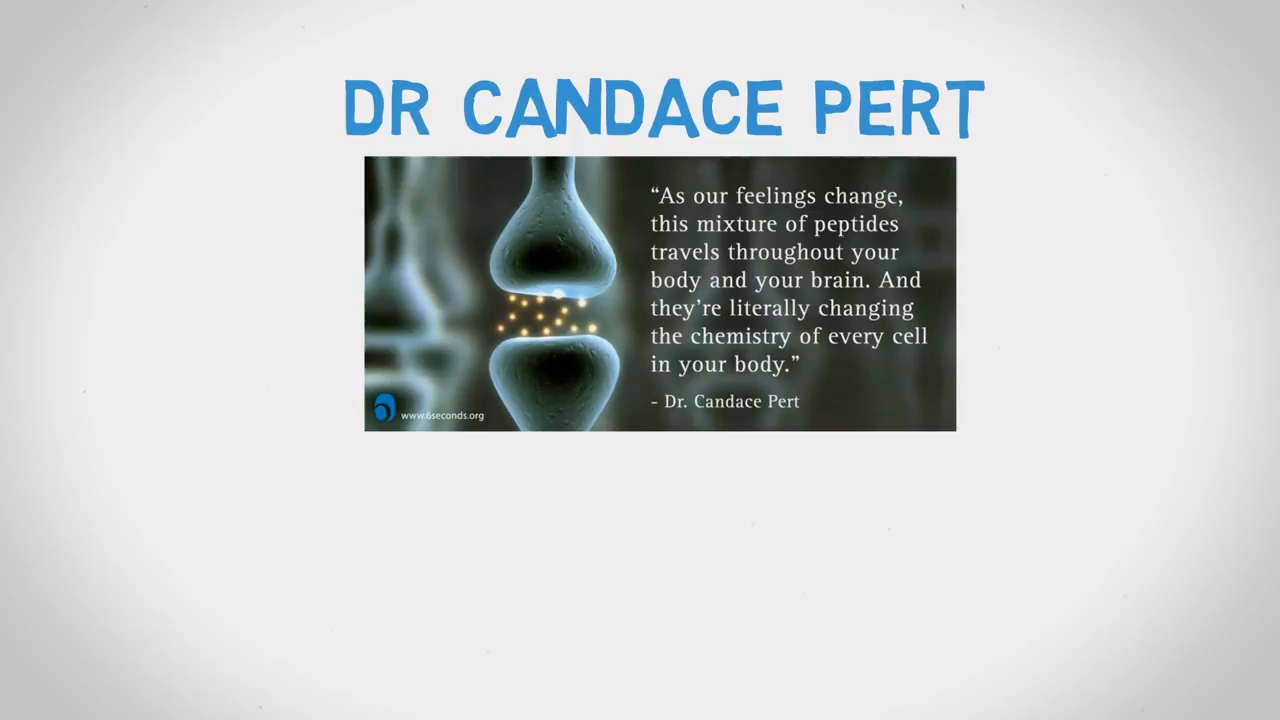 DR CANDACE PERT
“As our feelings change,
this mixture of peptides
travels throughout your
body and your brain. And
they’re literally changing
the chemistry of every cell
in your body.”
- Dr. Candace Pert
www.6seconds.org